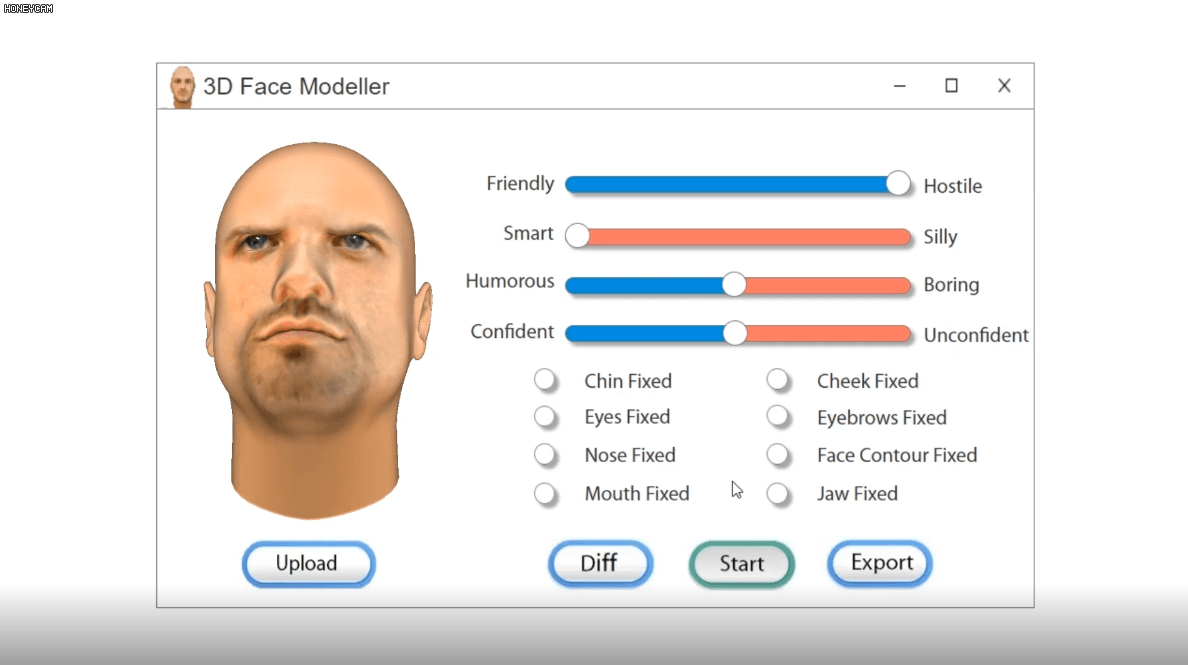 HONEYCAM
3D Face Modeller
Friendly Hostile
Smart Silly
Humorous Boring
Confident Unconfident
Chin Fixed Cheek Fixed
Eyes Fixed Eyebrows Fixed
Nose Fixed Face Contour Fixed
Mouth Fixed Jaw Fixed
Upload Diff Start Export